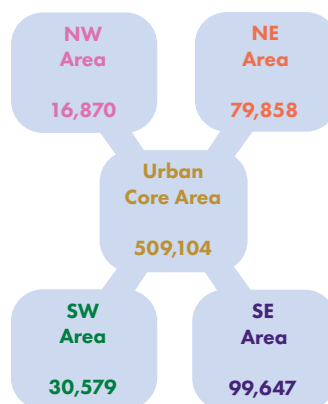 NW
Area
16,870
NE
Area
79,858
Urban
Core Area
509,104
SW
Area
30,579
SE
Area
99,647